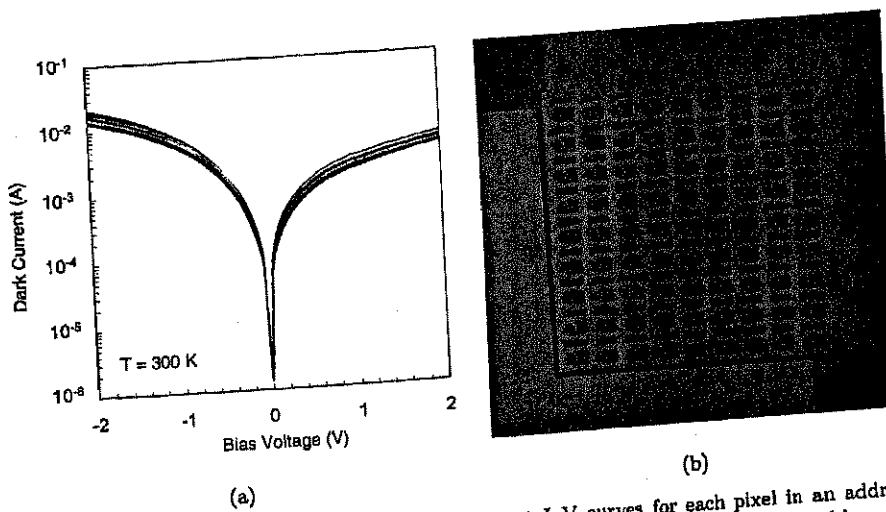 10-1
10-2
10-3
10-4
10-5
10-6
Dark Current (A)
T = 300 K
-2 -1 0 1 2
Bias Voltage (V)
(a)
(b)
I-V curves for each pixel in an addr